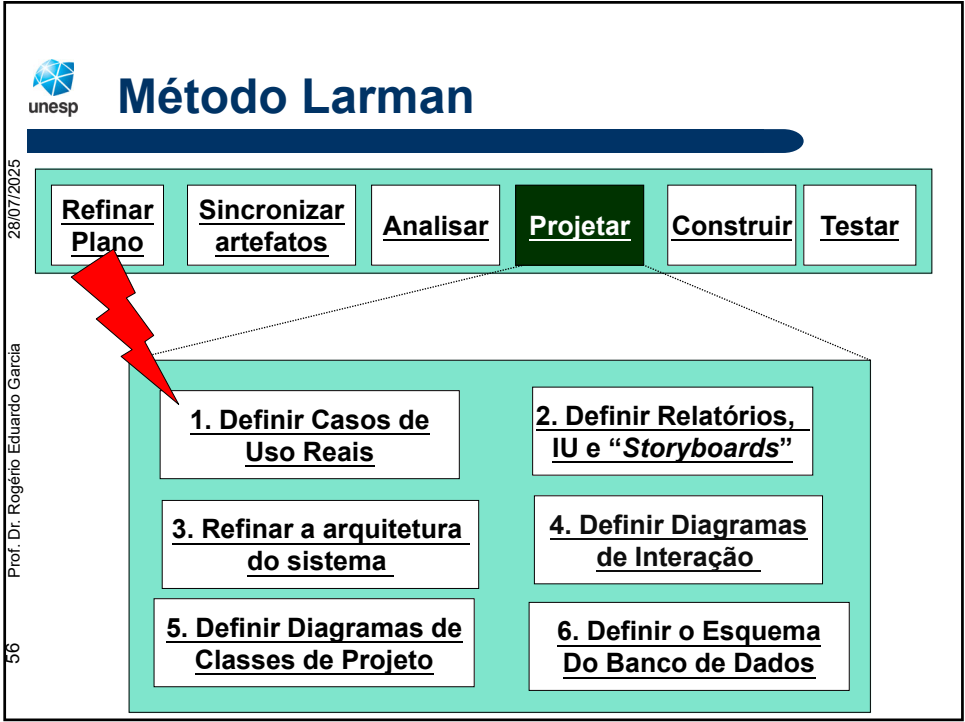 unesp
Método Larman
28/07/2025
Refinar
Plano
Sincronizar
artefatos
Analisar
Projetar
Construir
Testar
Prof. Dr. Rogério Eduardo Garcia
1. Definir Casos de
Uso Reais
2. Definir Relatórios,
IU e “Storyboards”
3. Refinar a arquitetura
do sistema
4. Definir Diagramas
de Interação
5. Definir Diagramas de
Classes de Projeto
6. Definir o Esquema
Do Banco de Dados
56